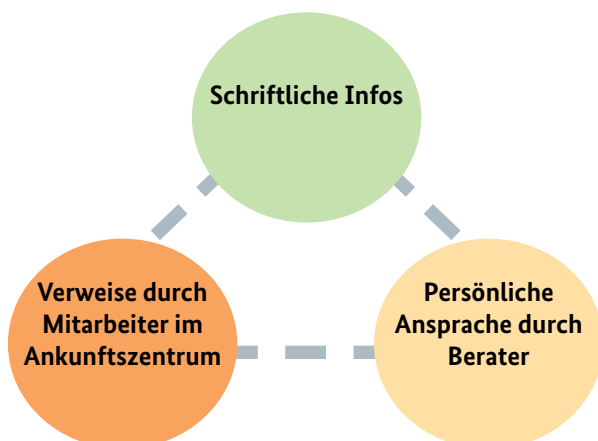 Schriftliche Infos
Verweise durch
Mitarbeiter im
Ankunftszentrum
Persönliche
Ansprache durch
Berater